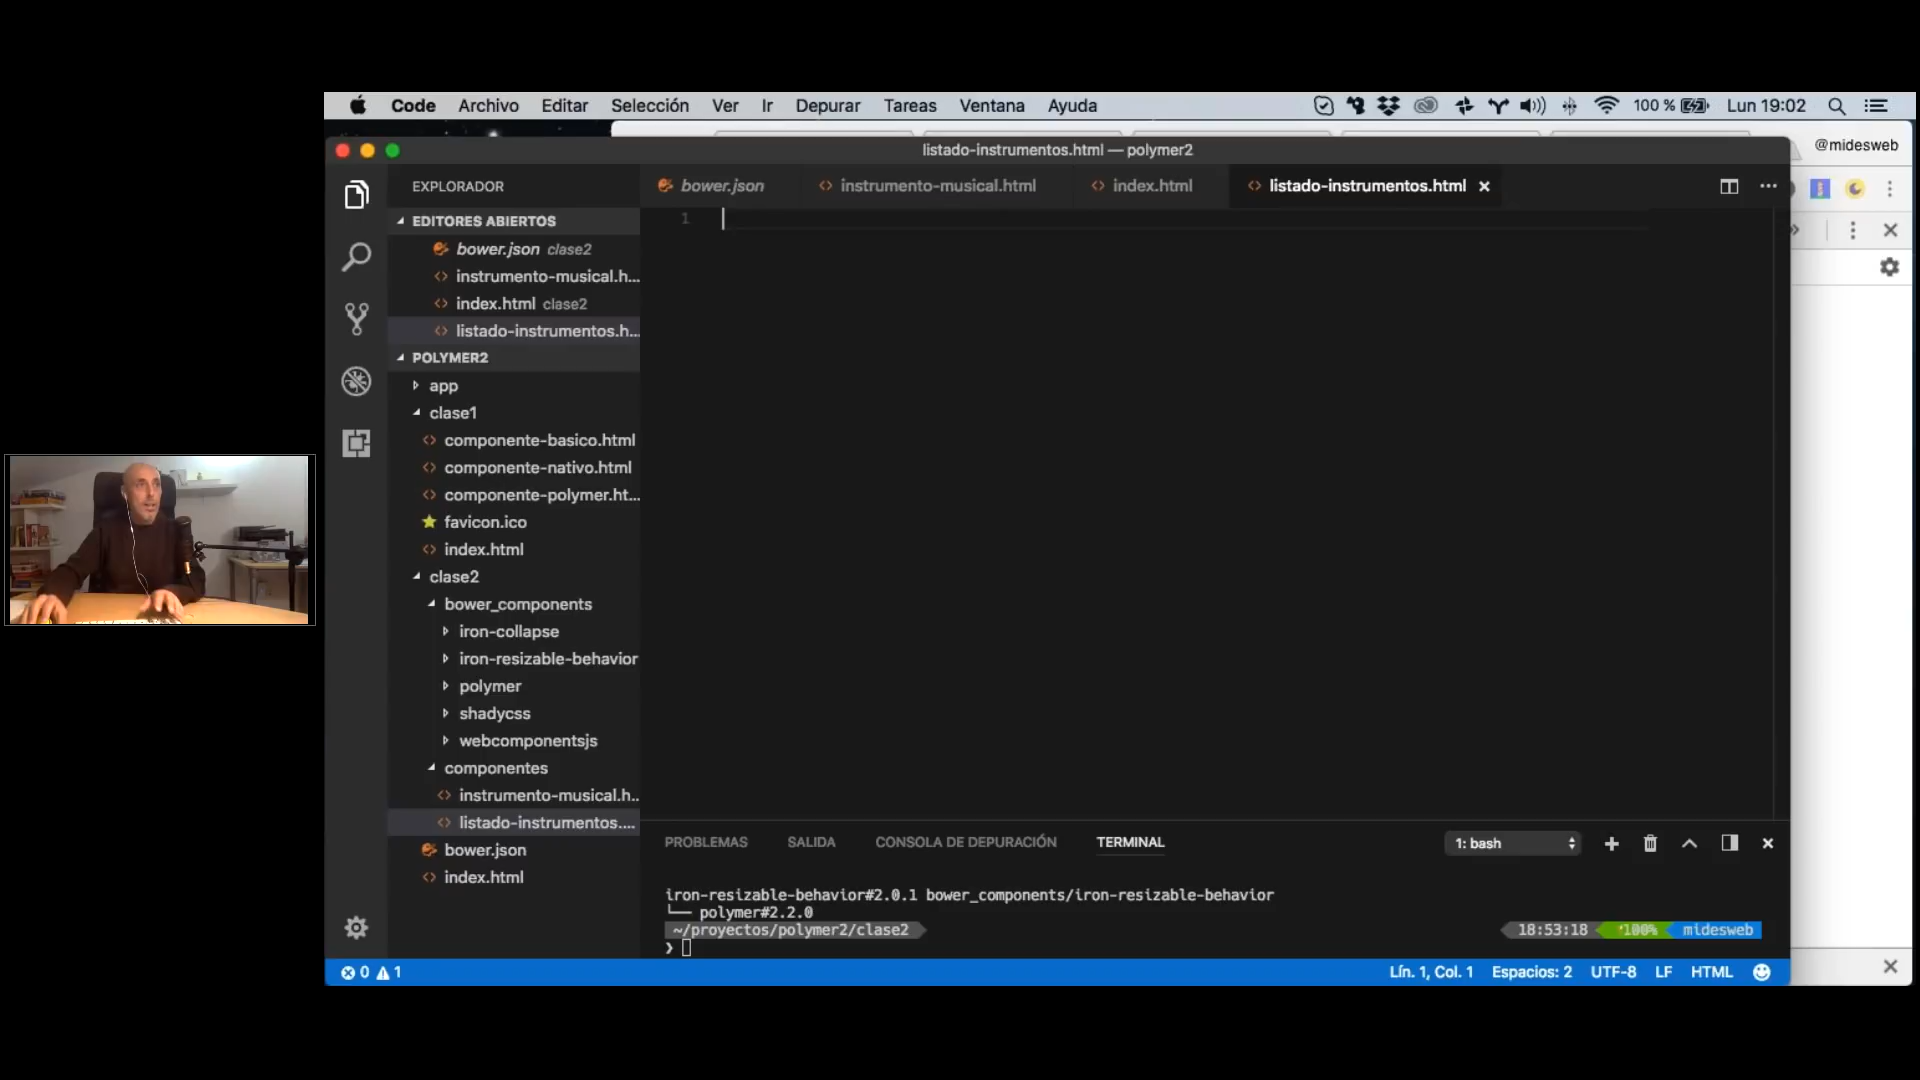 Code Archivo Editar Selección Ver Ir Depurar Tareas Ventana Ayuda 100 % Lun 19:02
@midesweb
listado-instrumentos.html — polymer2
EXPLORADOR
bower.json instrumento-musical.html index.html listado-instrumentos.html
EDITORES ABIERTOS
bower.json clase2
instrumento-musical.h...
index.html clase2
listado-instrumentos.h...
POLYMER2
app
clase1
componente-basico.html
componente-nativo.html
componente-polymer.ht...
favicon.ico
index.html
clase2
bower_components
iron-collapse
iron-resizable-behavior
polymer
shadycss
webcomponentsjs
componentes
instrumento-musical.h..
listado-instrumentos....
bower.json
index.html
1
PROBLEMAS SALIDA CONSOLA DE DEPURACIÓN TERMINAL 1: bash
iron-resizable-behavior#2.0.1 bower_components/iron-resizable-behavior
└── polymer#2.2.0
~/proyectos/polymer2/clase2 18:53:18 100% midesweb
❯
0 1 Lín. 1, Col. 1 Espacios: 2 UTF-8 LF HTML